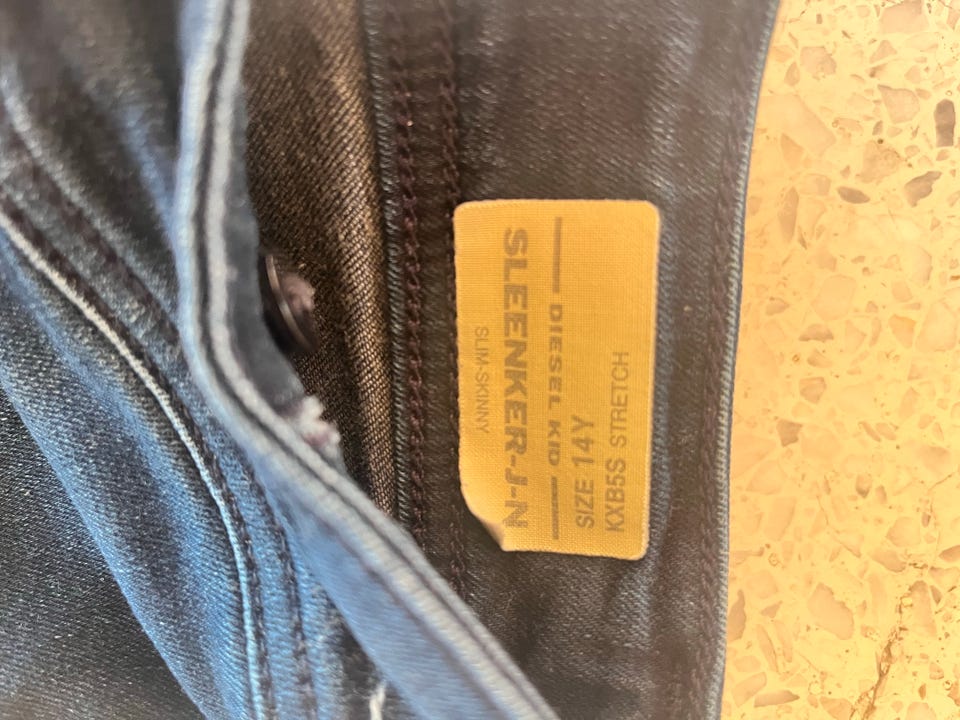 DIESEL KID
SLEENKER-J-N
SLIM-SKINNY
SIZE 14Y
KXB5S STRETCH